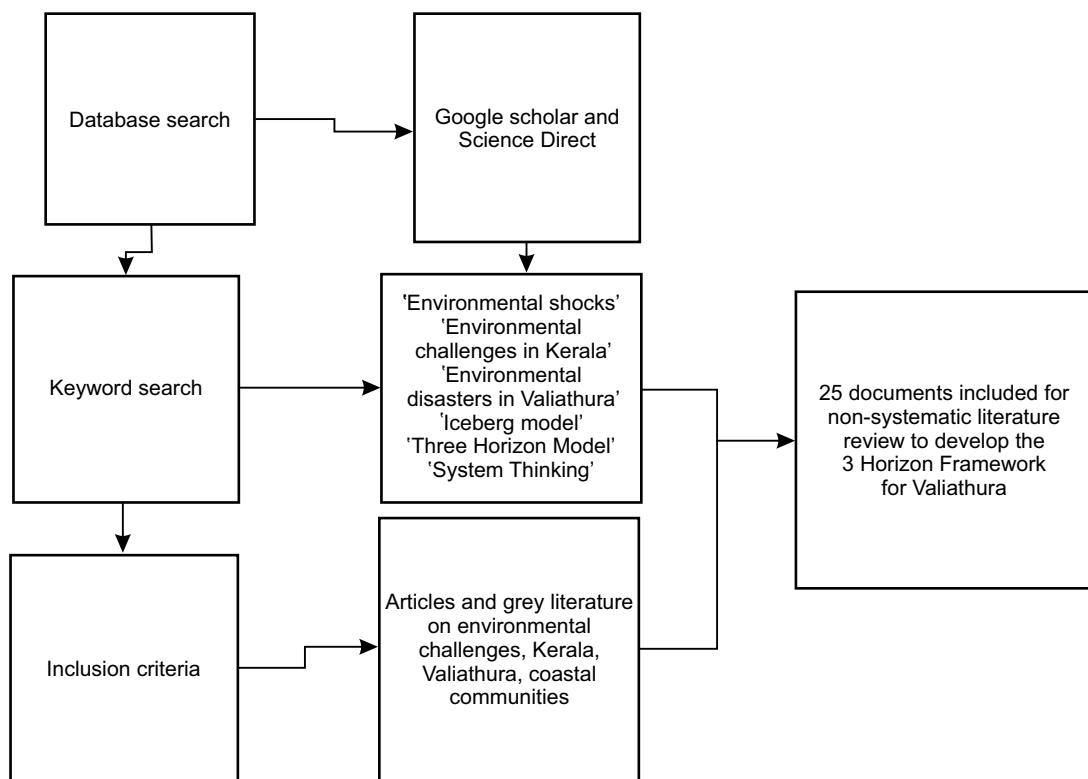 Database search
Google scholar and
Science Direct
Keyword search
‘Environmental shocks’
‘Environmental
challenges in Kerala’
‘Environmental
disasters in Valiathura’
‘Iceberg model’
‘Three Horizon Model’
‘System Thinking’
25 documents included for
non-systematic literature
review to develop the
3 Horizon Framework
for Valiathura
Inclusion criteria
Articles and grey literature
on environmental
challenges, Kerala,
Valiathura, coastal
communities